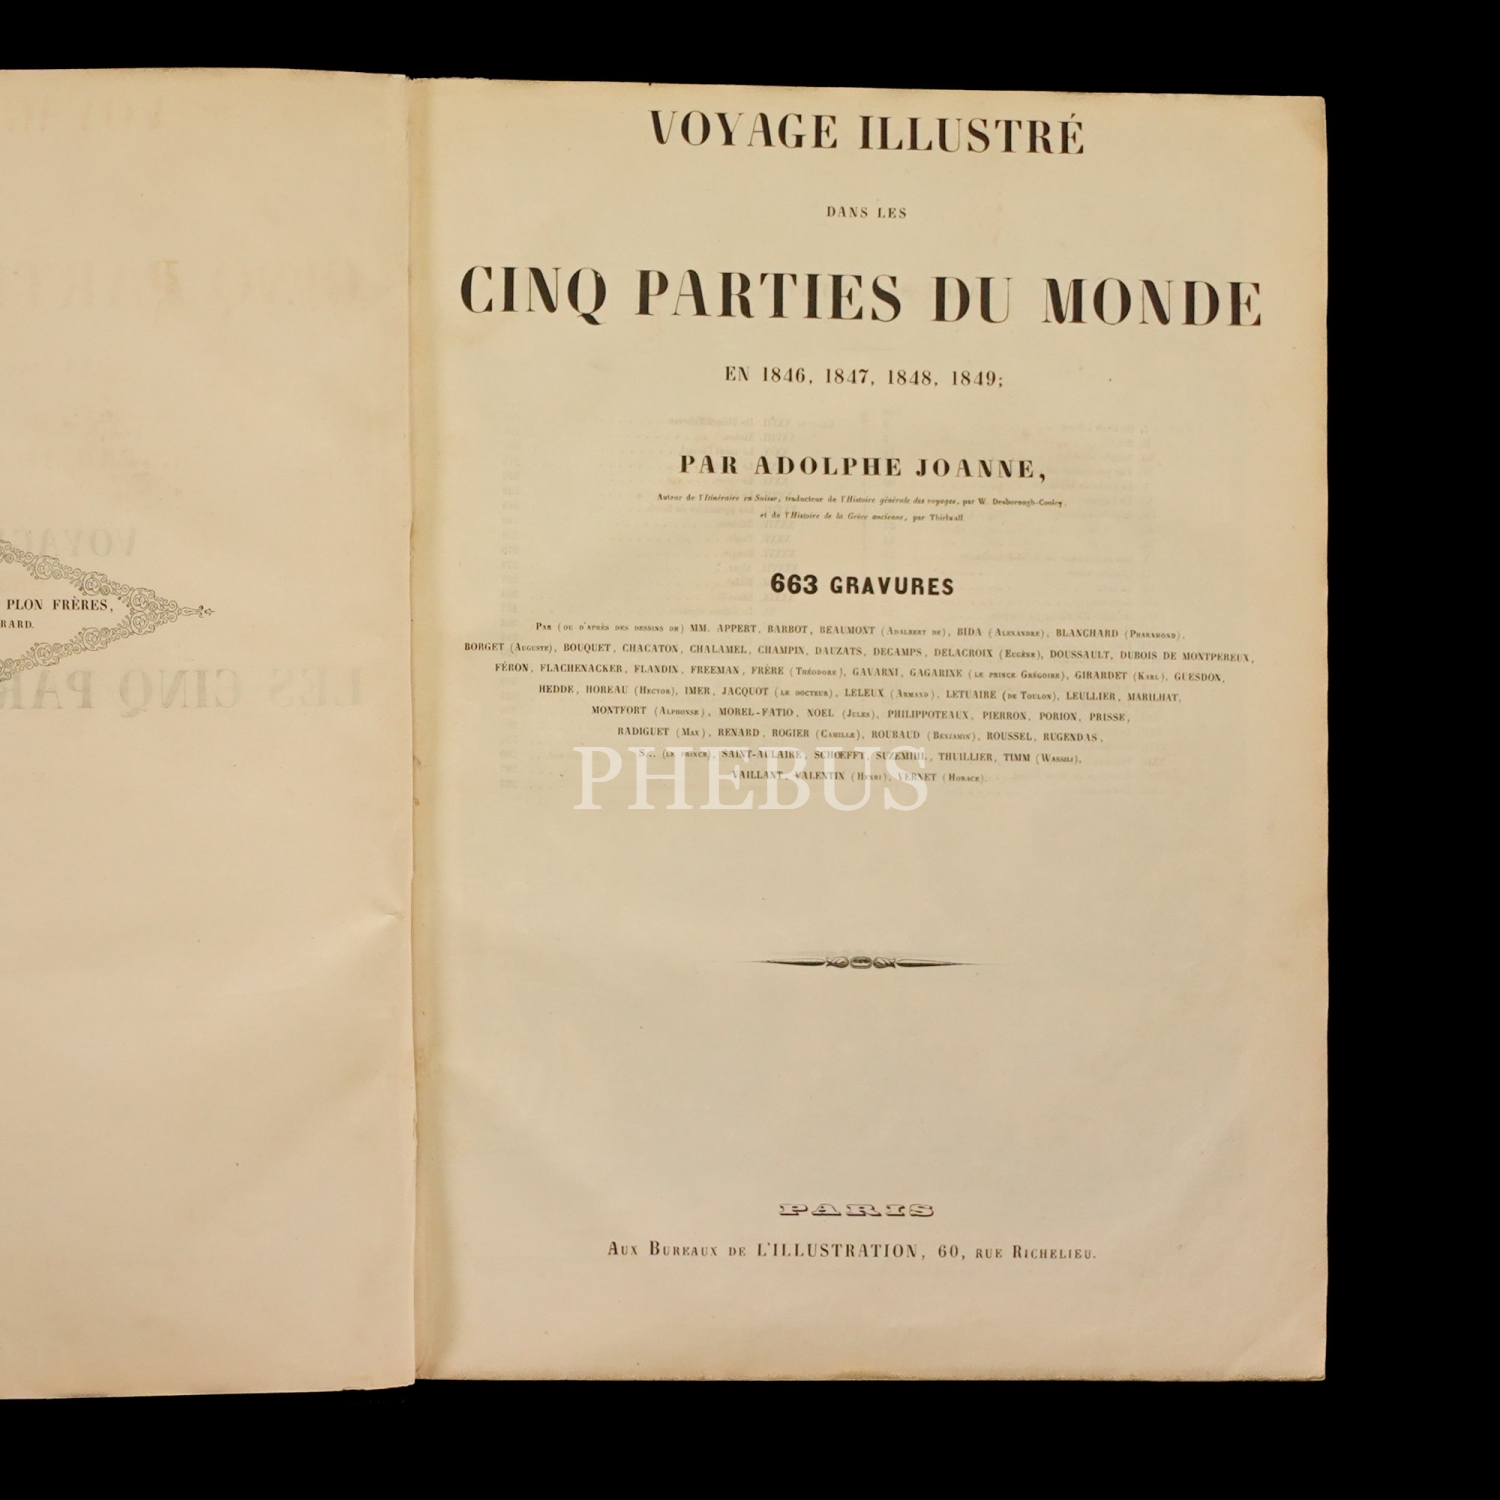 PLON FRÈRES,
RARD.
VOYAGE ILLUSTRÉ
DANS LES
CINQ PARTIES DU MONDE
EN 1846, 1847, 1848, 1849;
PAR ADOLPHE JOANNE,
Auteur de l'Itinéraire en Suisse, traducteur de l'Histoire générale des voyages, par W. Desborough-Cooley,
et de l'Histoire de la Grèce ancienne, par Thirlwall
663 GRAVURES
PAR (OU D'APRÈS DES DESSINS DE) MM. APPERT, BARBOT, BEAUMONT (ADALBERT DE), BIDA (ALEXANDRE), BLANCHARD (PHARAMOND),
BORGET (AUGUSTE), BOUQUET, CHACATON, CHALAMEL, CHAMPIN, DAUZATS, DECAMPS, DELACROIX (EUGÈNE), DOUSSAULT, DUBOIS DE MONTPEREUX,
FÉRON, FLACHENACKER, FLANDIN, FREEMAN, FRÈRE (THÉODORE), GAVARNI, GAGARINE (LE PRINCE GRÉGOIRE), GIRARDET (KARL), GUESDON,
HEDDE, HOREAU (HECTOR), IMER, JACQUOT (LE DOCTEUR), LELEUX (ARMAND), LETUAIRE (DE TOULON), LEULLIER, MARILHAT,
MONTFORT (ALPHONSE), MOREL-FATIO, NOEL (JULES), PHILIPPOTEAUX, PIERRON, PORION, PRISSE,
RADIGUET (MAX), RENARD, ROGIER (CAMILLE), ROUBAUD (BENJAMIN), ROUSSEL, RUGENDAS,
S... (LE PRINCE), SAINT-AULAIRE, SCHOEFFT, SUZEMIHL, THUILLIER, TIMM (WASSILI),
VAILLANT, VALENTIN (HENRI), VERNET (HORACE).
PHEBUS
PARIS
AUX BUREAUX DE L'ILLUSTRATION, 60, RUE RICHELIEU.